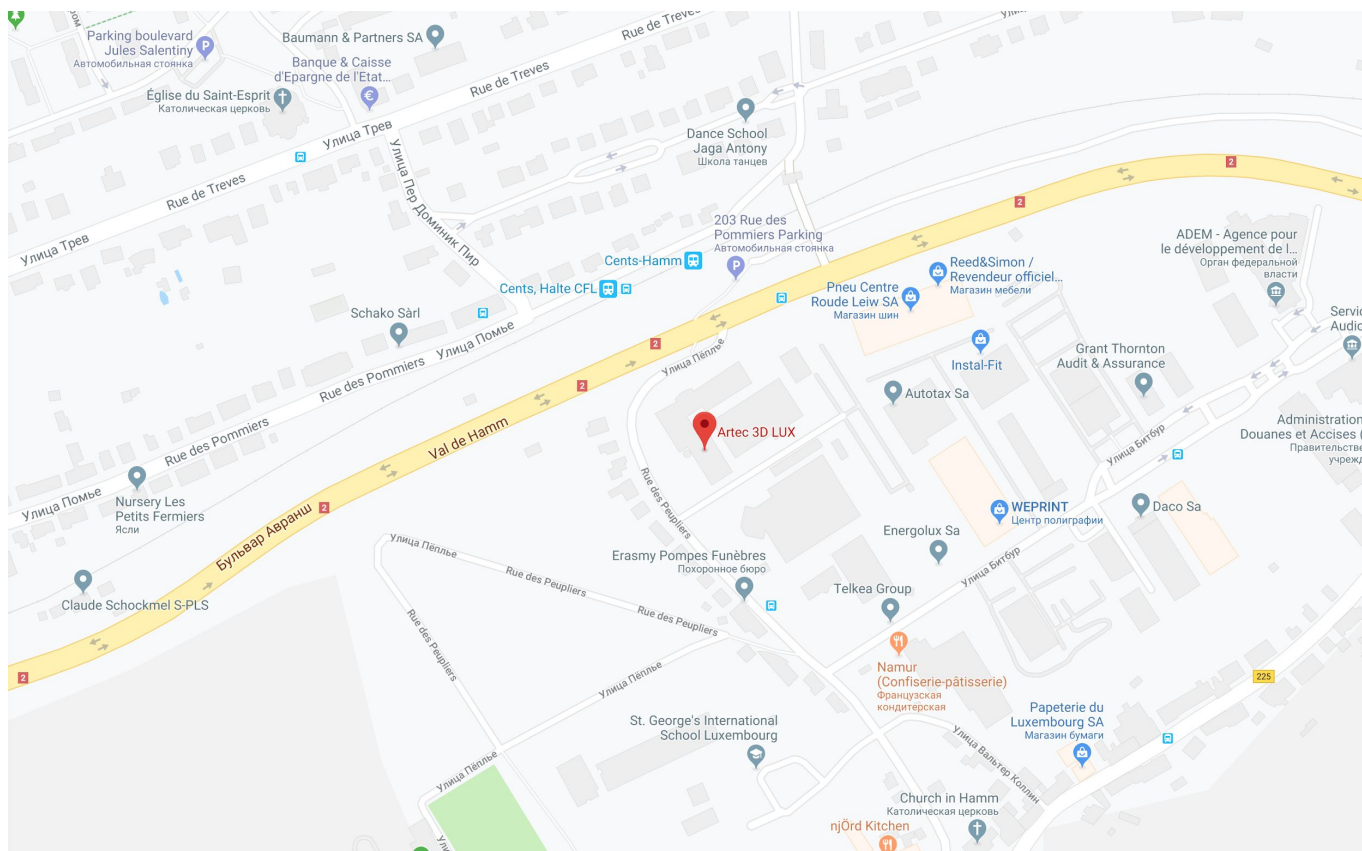 Parking boulevard
Jules Salentiny
Автомобильная стоянка
Baumann & Partners SA
Banque & Caisse
d'Epargne de l'Etat...
Rue de Treves
Rue de Treves
Église du Saint-Esprit
Католическая церковь
Улица Трев
Улица Пер Доминик Пир
Dance School
Jaga Antony
Школа танцев
Rue de Treves
Улица Трев
2
2
203 Rue des
Pommiers Parking
Автомобильная стоянка
ADEM - Agence pour
le développement de l...
Орган федеральной
власти
Cents-Hamm
Cents, Halte CFL
Reed&Simon /
Revendeur officiel...
Магазин мебели
Pneu Centre
Roude Leiw SA
Магазин шин
Schako Sàrl
Улица Помье
2
Улица Пёплье
Instal-Fit
Grant Thornton
Audit & Assurance
Rue des Pommiers
2
Autotax Sa
Artec 3D LUX
Val de Hamm
Rue des Pommiers
Administration
Douanes et Accises (
Улица Битбур
Nursery Les
Petits Fermiers
Ясли
Улица Помье
2
Бульвар Авранш
Rue des Peupliers
WEPRINT
Центр полиграфии
Daco Sa
Energolux Sa
Улица Пёплье
Rue des Peupliers
Erasmy Pompes Funèbres
Похоронное бюро
Улица Битбур
Claude Schockmel S-PLS
Telkea Group
Rue des Peupliers
Rue des Peupliers
2
Улица Пёплье
Namur
(Confiserie-pâtisserie)
Французская
кондитерская
225
St. George's International
School Luxembourg
Papeterie du
Luxembourg SA
Магазин бумаги
Улица Вальтер Коллин
Улица Пёплье
Church in Hamm
Католическая церковь
njÖrd Kitchen